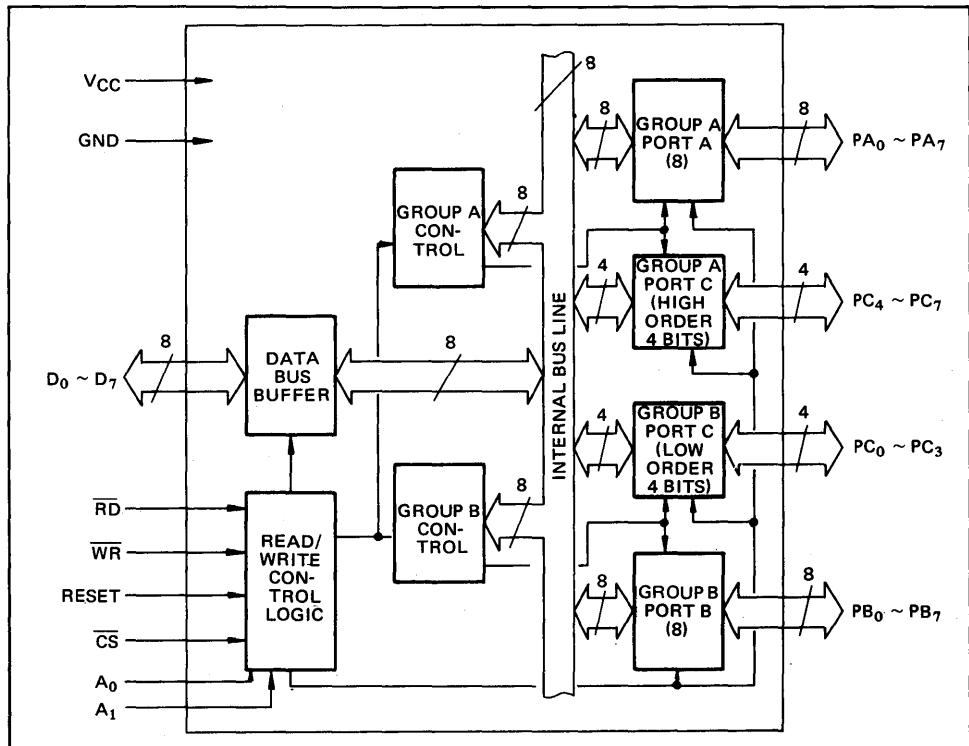 VCC
GND
8
8
GROUP A
PORT A
(8)
8
PA0 ~ PA7
GROUP A
CON-
TROL
8
4
GROUP A
PORT C
(HIGH
ORDER
4 BITS)
4
PC4 ~ PC7
D0 ~ D7
8
DATA
BUS
BUFFER
8
INTERNAL BUS LINE
4
GROUP B
PORT C
(LOW
ORDER
4 BITS)
4
PC0 ~ PC3
RD
WR
RESET
CS
A0
A1
READ/
WRITE
CON-
TROL
LOGIC
GROUP B
CON-
TROL
8
8
GROUP B
PORT B
(8)
8
PB0 ~ PB7